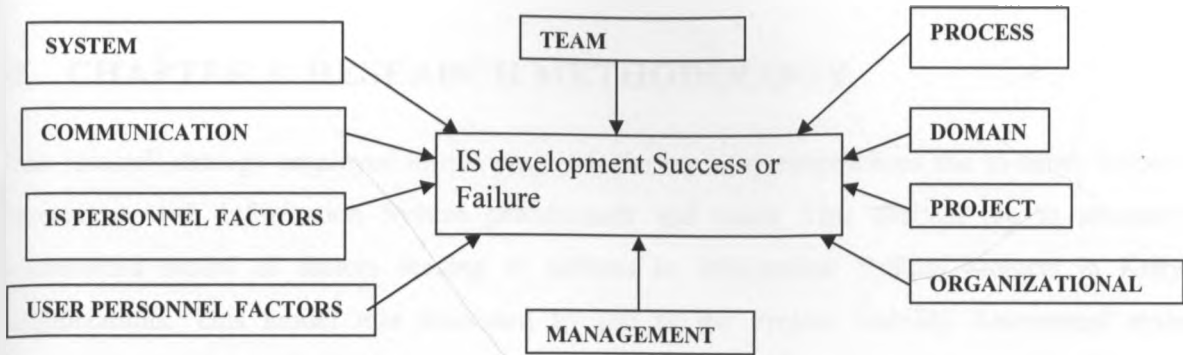 SYSTEM
TEAM
PROCESS
COMMUNICATION
DOMAIN
IS development Success or
Failure
IS PERSONNEL FACTORS
PROJECT
USER PERSONNEL FACTORS
ORGANIZATIONAL
MANAGEMENT